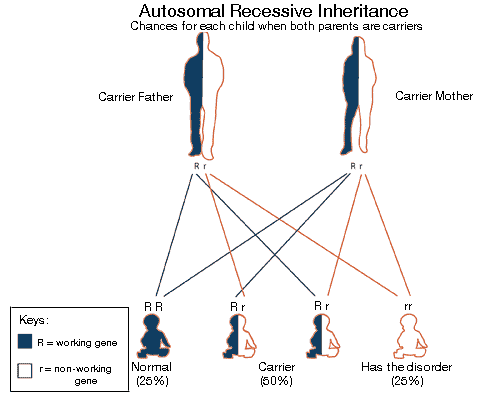 Autosomal Recessive Inheritance
Chances for each child when both parents are carriers
Carrier Father
Carrier Mother
R r
R r
R R
R r
R r
rr
Keys:
R = working gene
r = non-working
gene
Normal
(25%)
Carrier
(50%)
Has the disorder
(25%)